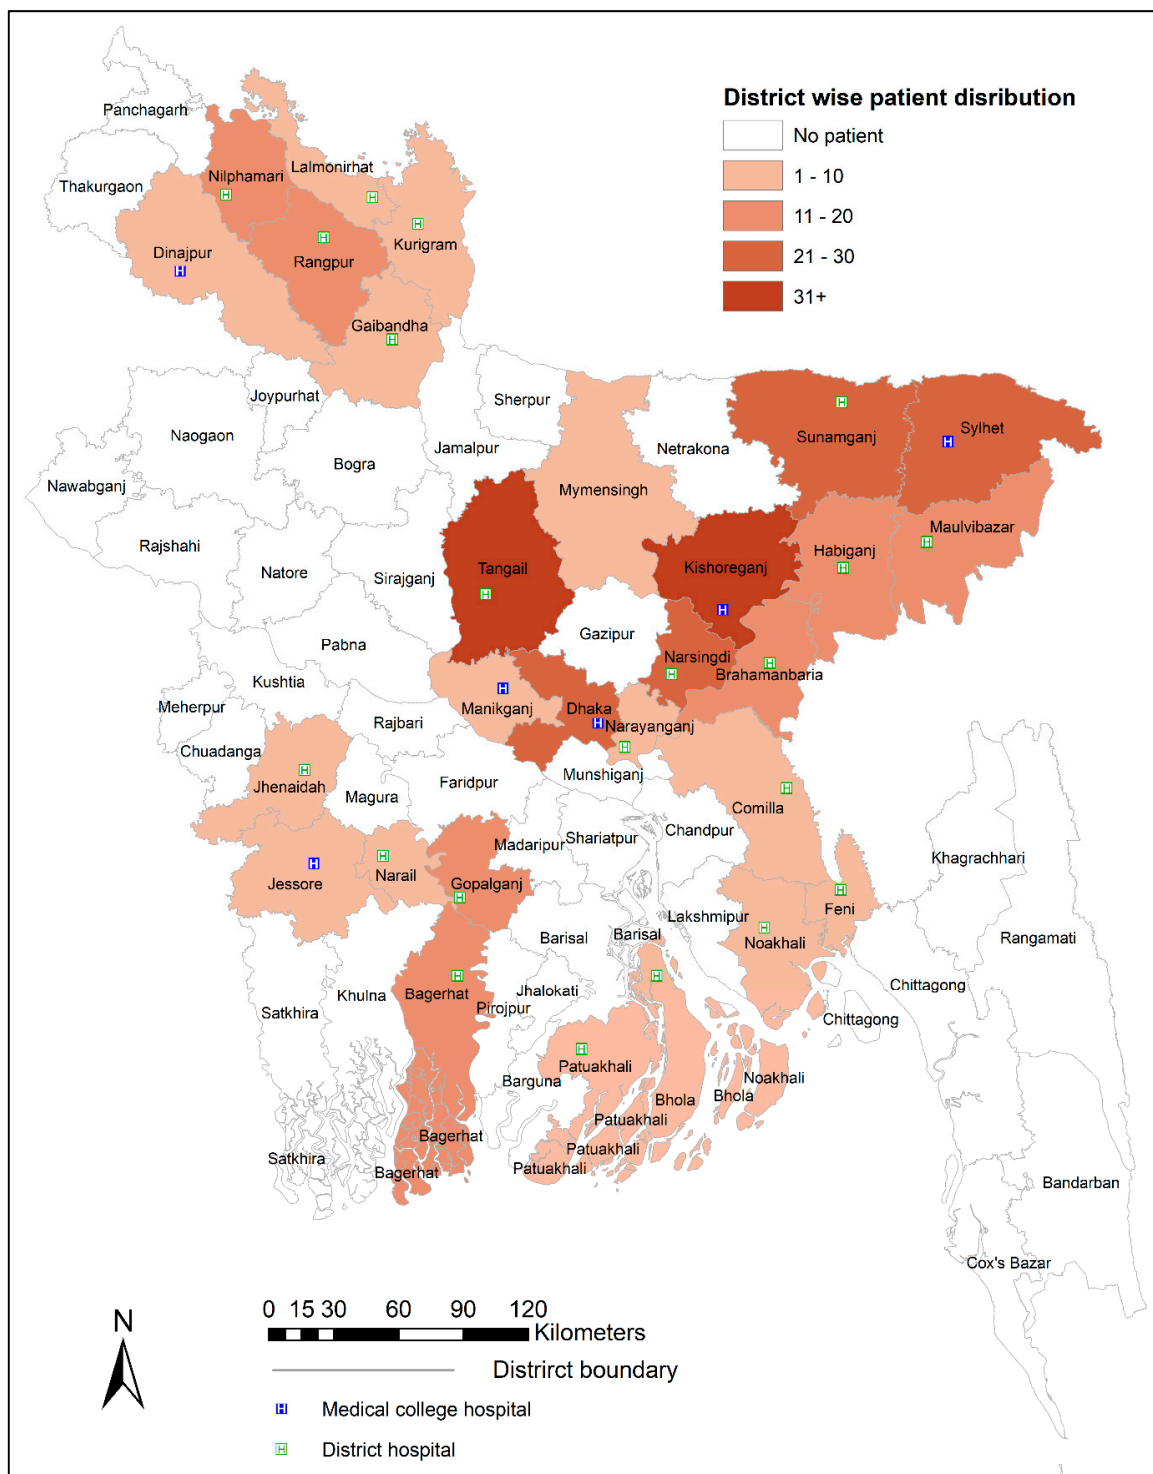 District wise patient disribution
No patient
1 - 10
11 - 20
21 - 30
31+
Panchagarh
Thakurgaon
Nilphamari
Lalmonirhat
Dinajpur
Rangpur
Kurigram
Gaibandha
Joypurhat
Naogaon
Bogra
Jamalpur
Sherpur
Netrakona
Sunamganj
Sylhet
Nawabganj
Mymensingh
Rajshahi
Natore
Sirajganj
Tangail
Kishoreganj
Habiganj
Maulvibazar
Pabna
Gazipur
Narsingdi
Brahamanbaria
Kushtia
Meherpur
Manikganj
Dhaka
Narayanganj
Rajbari
Chuadanga
Jhenaidah
Magura
Faridpur
Munshiganj
Comilla
Madaripur
Shariatpur
Chandpur
Khagrachhari
Jessore
Narail
Gopalganj
Feni
Lakshmipur
Noakhali
Barisal
Barisal
Rangamati
Satkhira
Khulna
Bagerhat
Pirojpur
Jhalokati
Chittagong
Chittagong
Patuakhali
Barguna
Bhola
Bhola
Noakhali
Patuakhali
Bagerhat
Patuakhali
Satkhira
Bagerhat
Patuakhali
Bandarban
Cox's Bazar
N
0 15 30 60 90 120
Kilometers
Distrirct boundary
H Medical college hospital
H District hospital